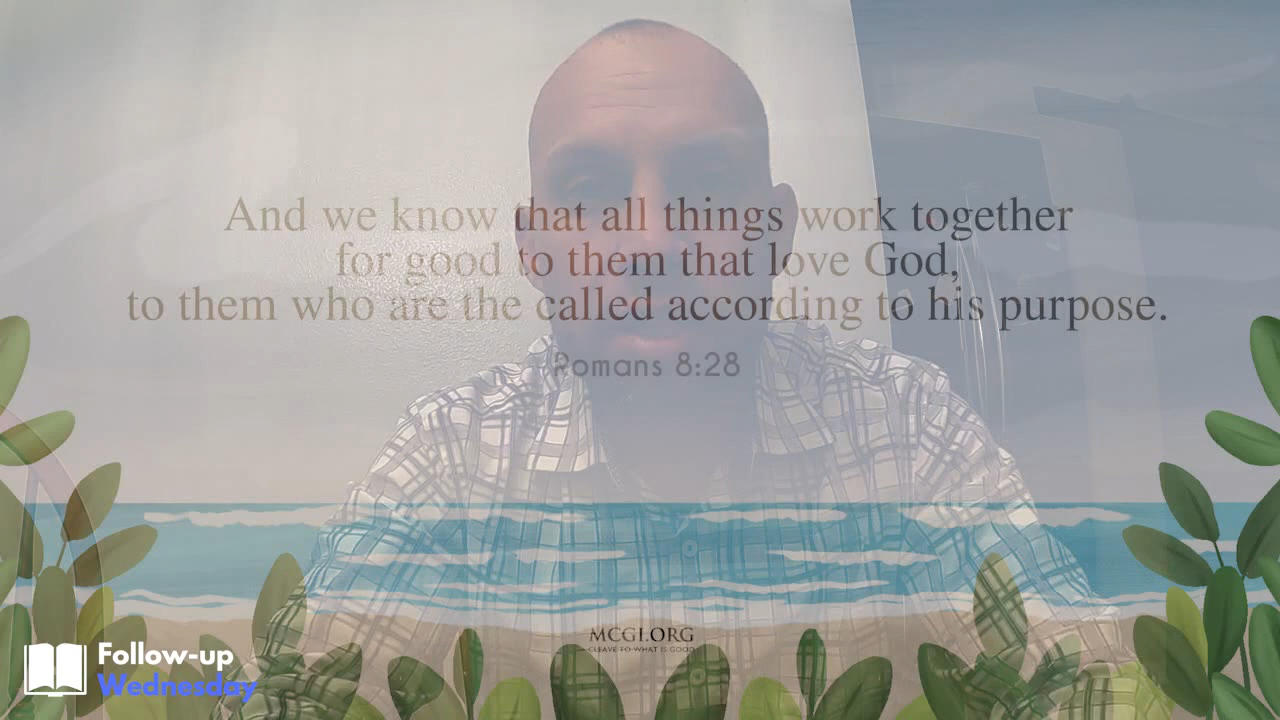 And we know that all things work together
for good to them that love God,
to them who are the called according to his purpose.
Romans 8:28
MCGI.ORG
CLEAVE TO WHAT IS GOOD
Follow-up
Wednesday